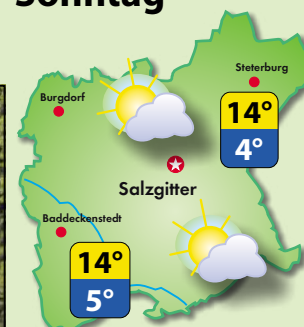 Sonntag
Steterburg
Burgdorf
14°
4°
Salzgitter
Baddeckenstedt
14°
5°